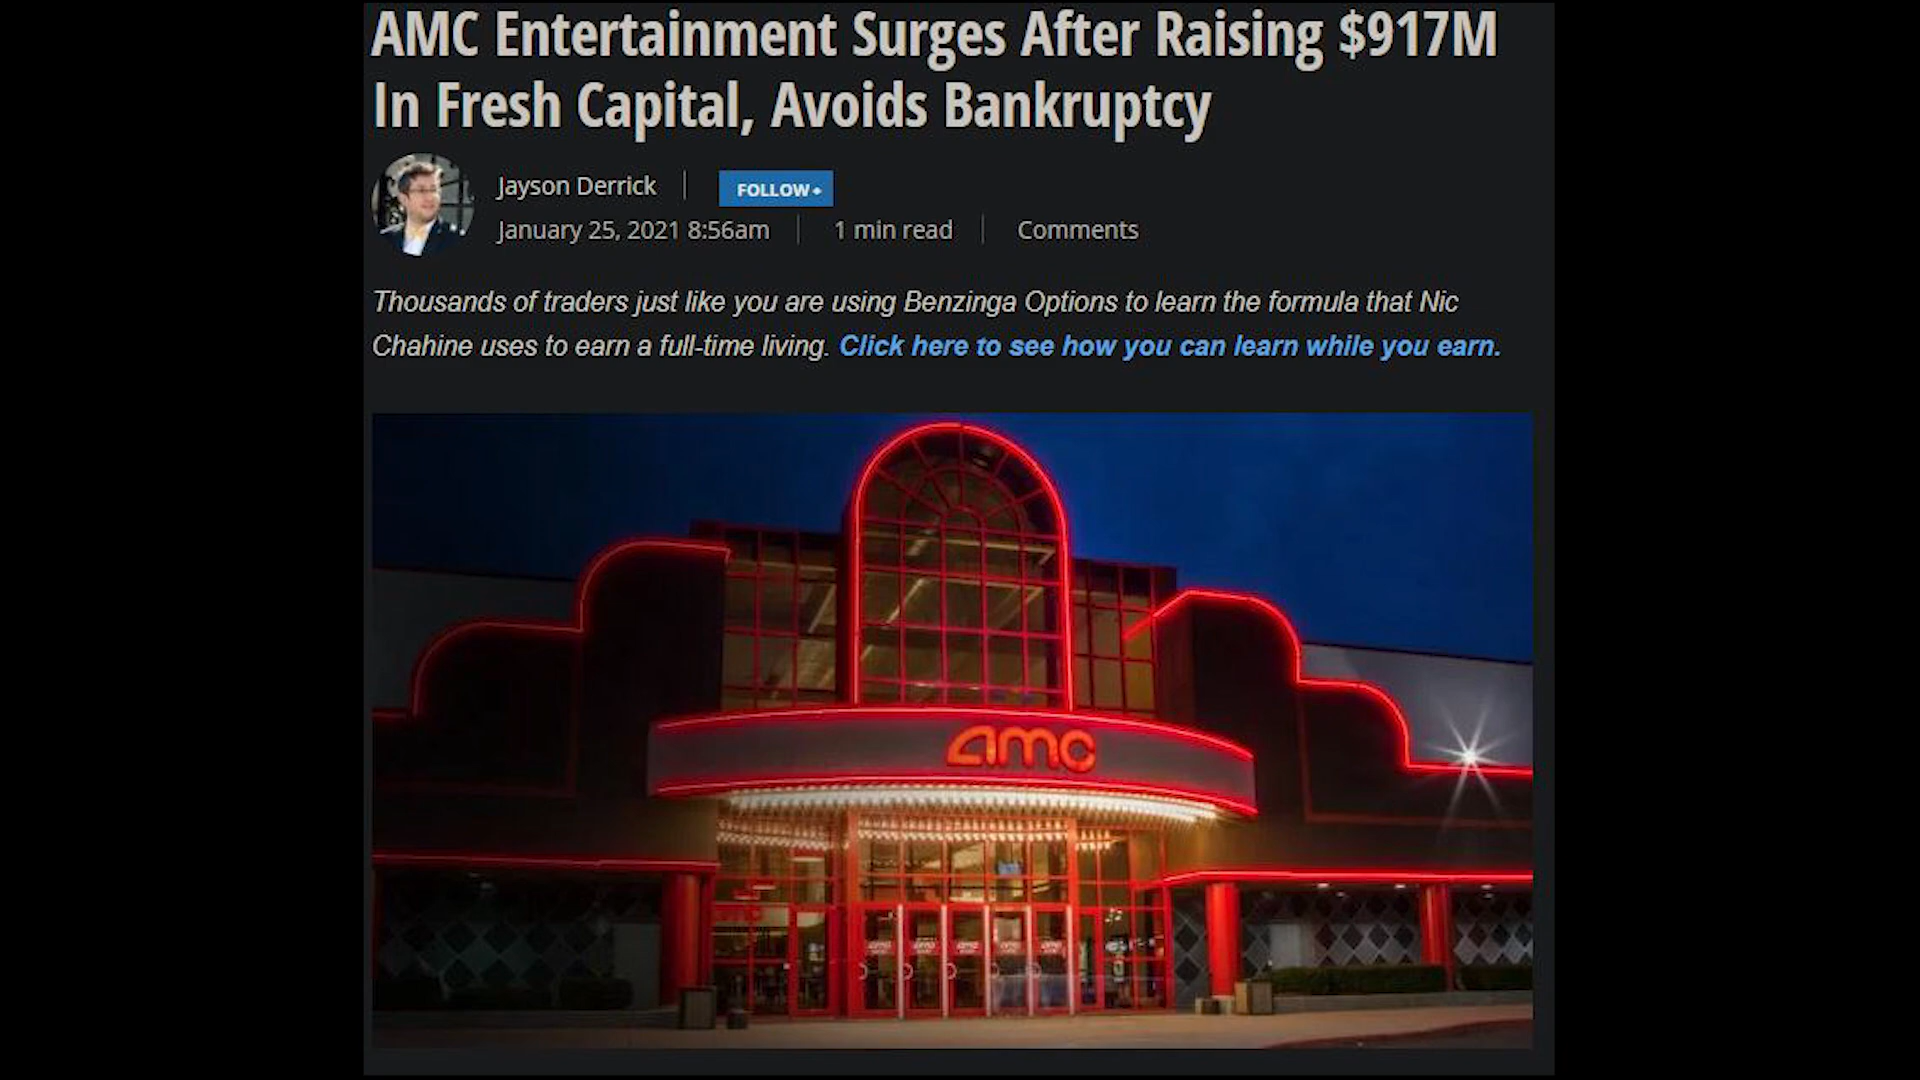 AMC Entertainment Surges After Raising $917M
In Fresh Capital, Avoids Bankruptcy
Jayson Derrick
FOLLOW+
January 25, 2021 8:56am
1 min read
Comments
Thousands of traders just like you are using Benzinga Options to learn the formula that Nic
Chahine uses to earn a full-time living. Click here to see how you can learn while you earn.
amc